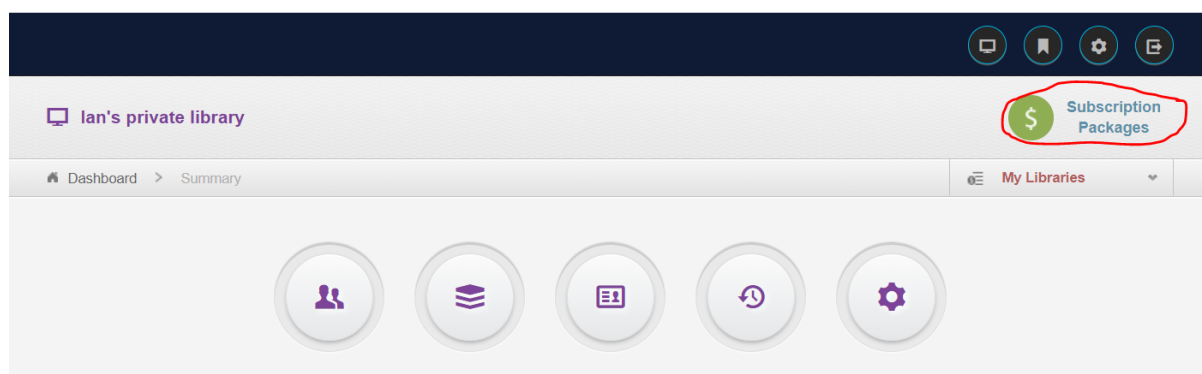 Ian's private library
Subscription
Packages
Dashboard > Summary
My Libraries